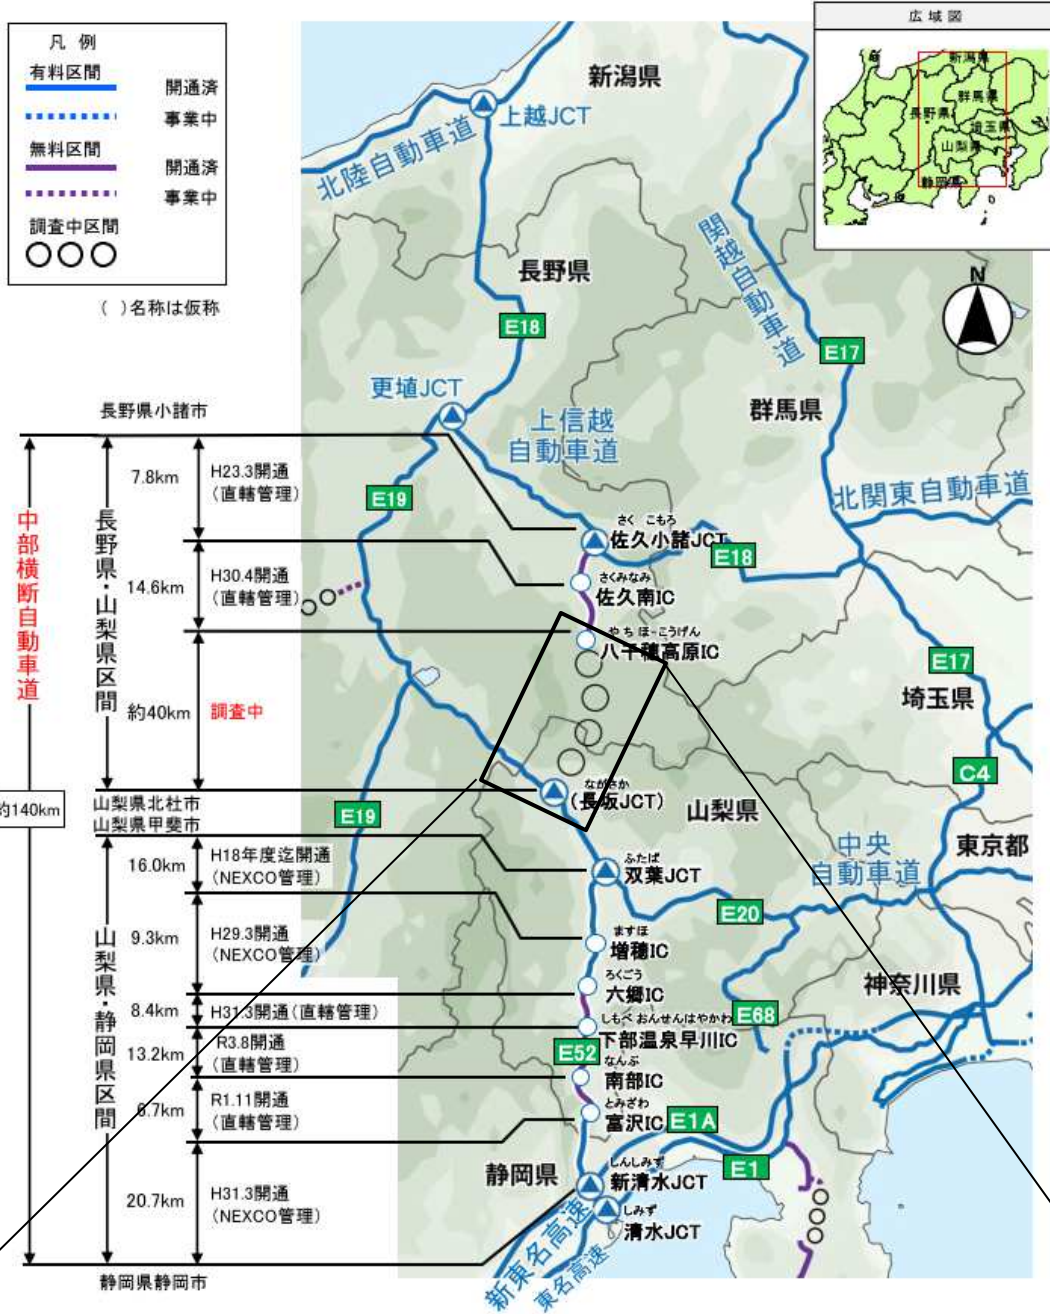 凡 例
有料区間
開通済
事業中
無料区間
開通済
事業中
調査中区間
( )名称は仮称
広域図
新潟県
群馬県
長野県
埼玉県
山梨県
静岡県
N
新潟県
上越JCT
北陸自動車道
関越自動車道
長野県
E18
E17
更埴JCT
群馬県
上信越
自動車道
北関東自動車道
E19
さく こもろ
佐久小諸JCT
E18
さくみなみ
佐久南IC
やちほ-こうげん
八千穂高原IC
E17
埼玉県
C4
ながさか
(長坂JCT)
山梨県
E19
中央
自動車道
東京都
ふたば
双葉JCT
E20
ますほ
増穂IC
ろくごう
六郷IC
神奈川県
しもべおんせんはやかわ
下部温泉早川IC
E68
E52
なんぶ
南部IC
とみざわ
富沢IC
E1A
E1
静岡県
しんしみず
新清水JCT
しみず
清水JCT
新東名高速
東名高速
長野県小諸市
中部横断自動車道
約140km
長野県・山梨県区間
7.8km
H23.3開通
(直轄管理)
14.6km
H30.4開通
(直轄管理)
約40km
調査中
山梨県北杜市
山梨県甲斐市
山梨県・静岡県区間
16.0km
H18年度迄開通
(NEXCO管理)
9.3km
H29.3開通
(NEXCO管理)
8.4km
H31.3開通(直轄管理)
13.2km
R3.8開通
(直轄管理)
6.7km
R1.11開通
(直轄管理)
20.7km
H31.3開通
(NEXCO管理)
静岡県静岡市